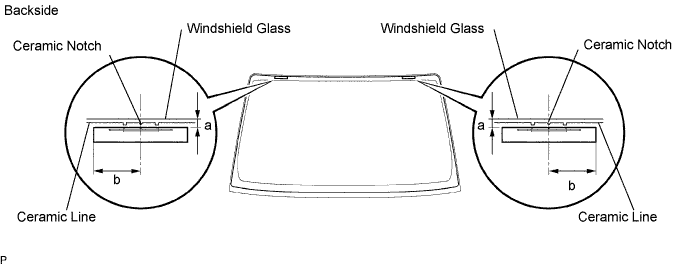 Backside
Windshield Glass
Windshield Glass
Ceramic Notch
Ceramic Notch
a
a
b
b
Ceramic Line
Ceramic Line
P